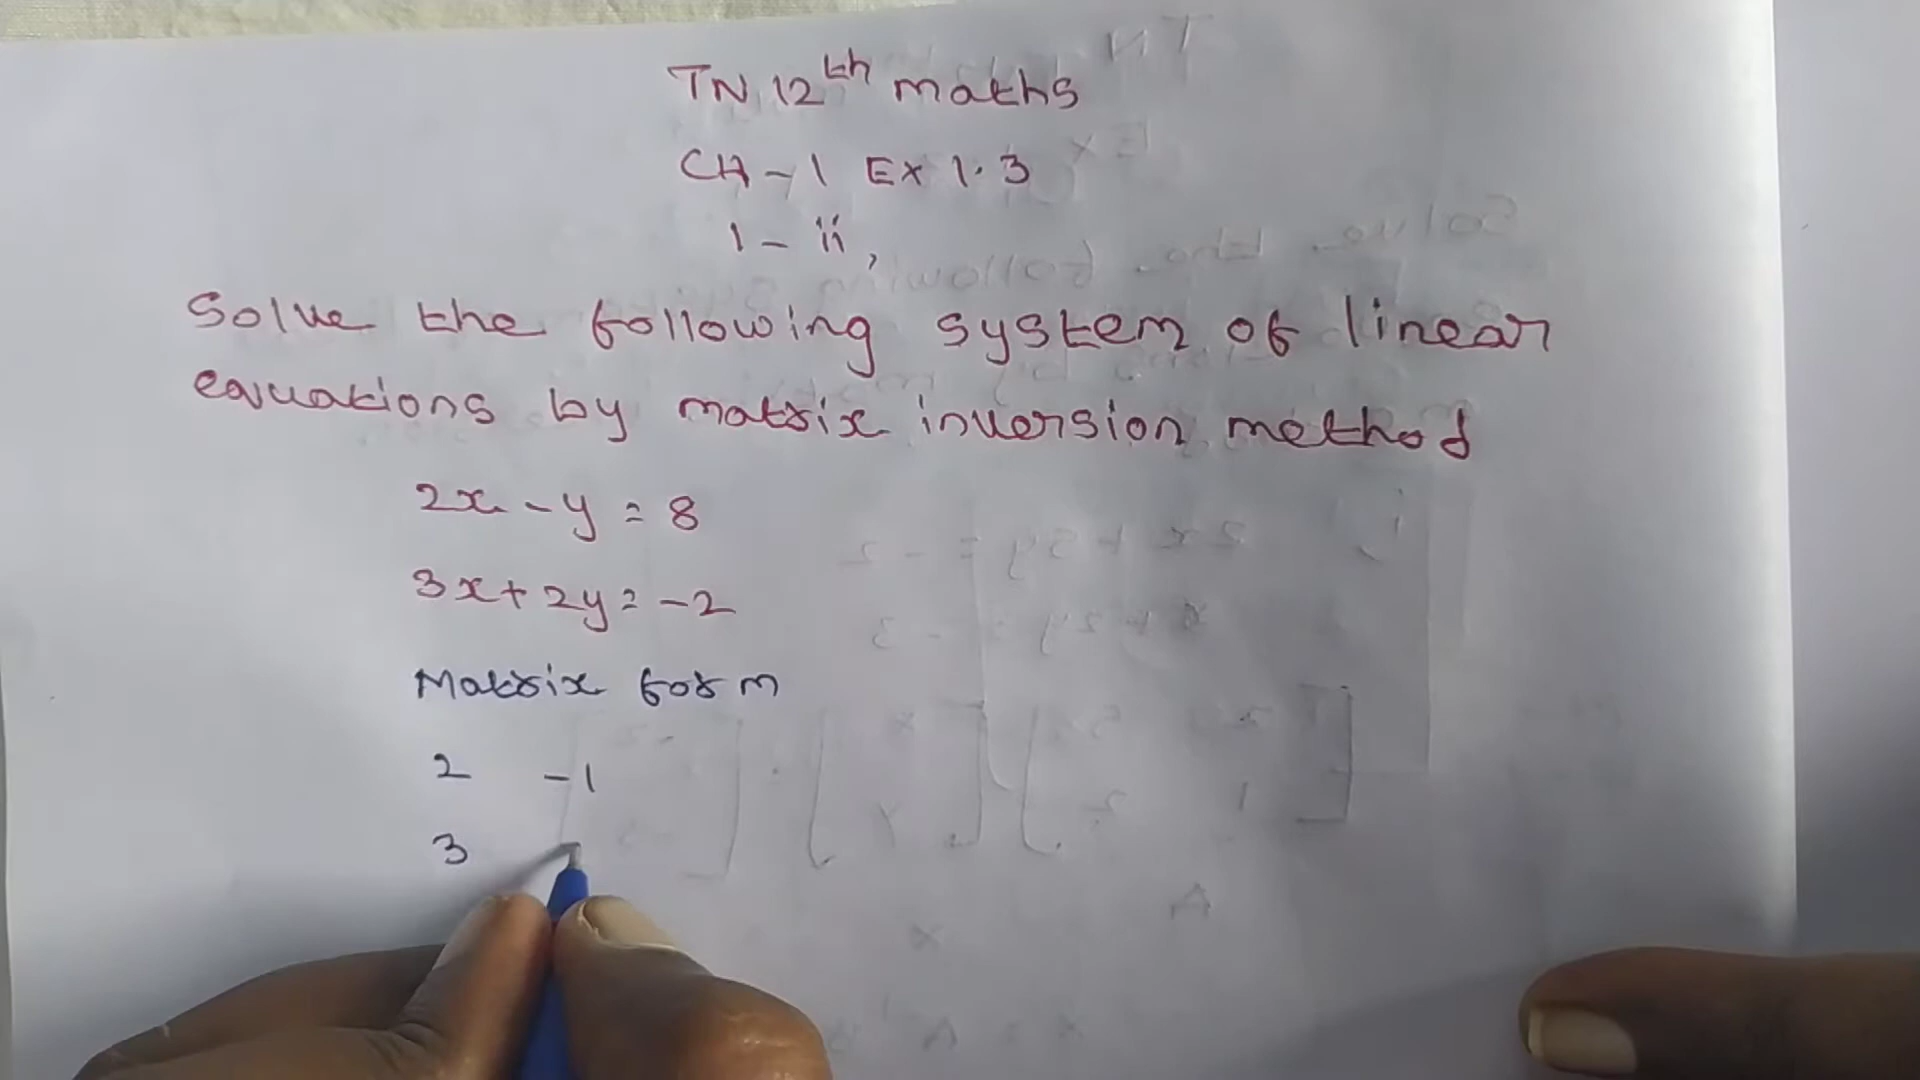 TN 12th maths
CH-1 Ex 1.3
1-ii,
Solve the following system of linear
equations by matrix inversion method
2x - y = 8
3x + 2y = -2
Matrix form
2 -1
3